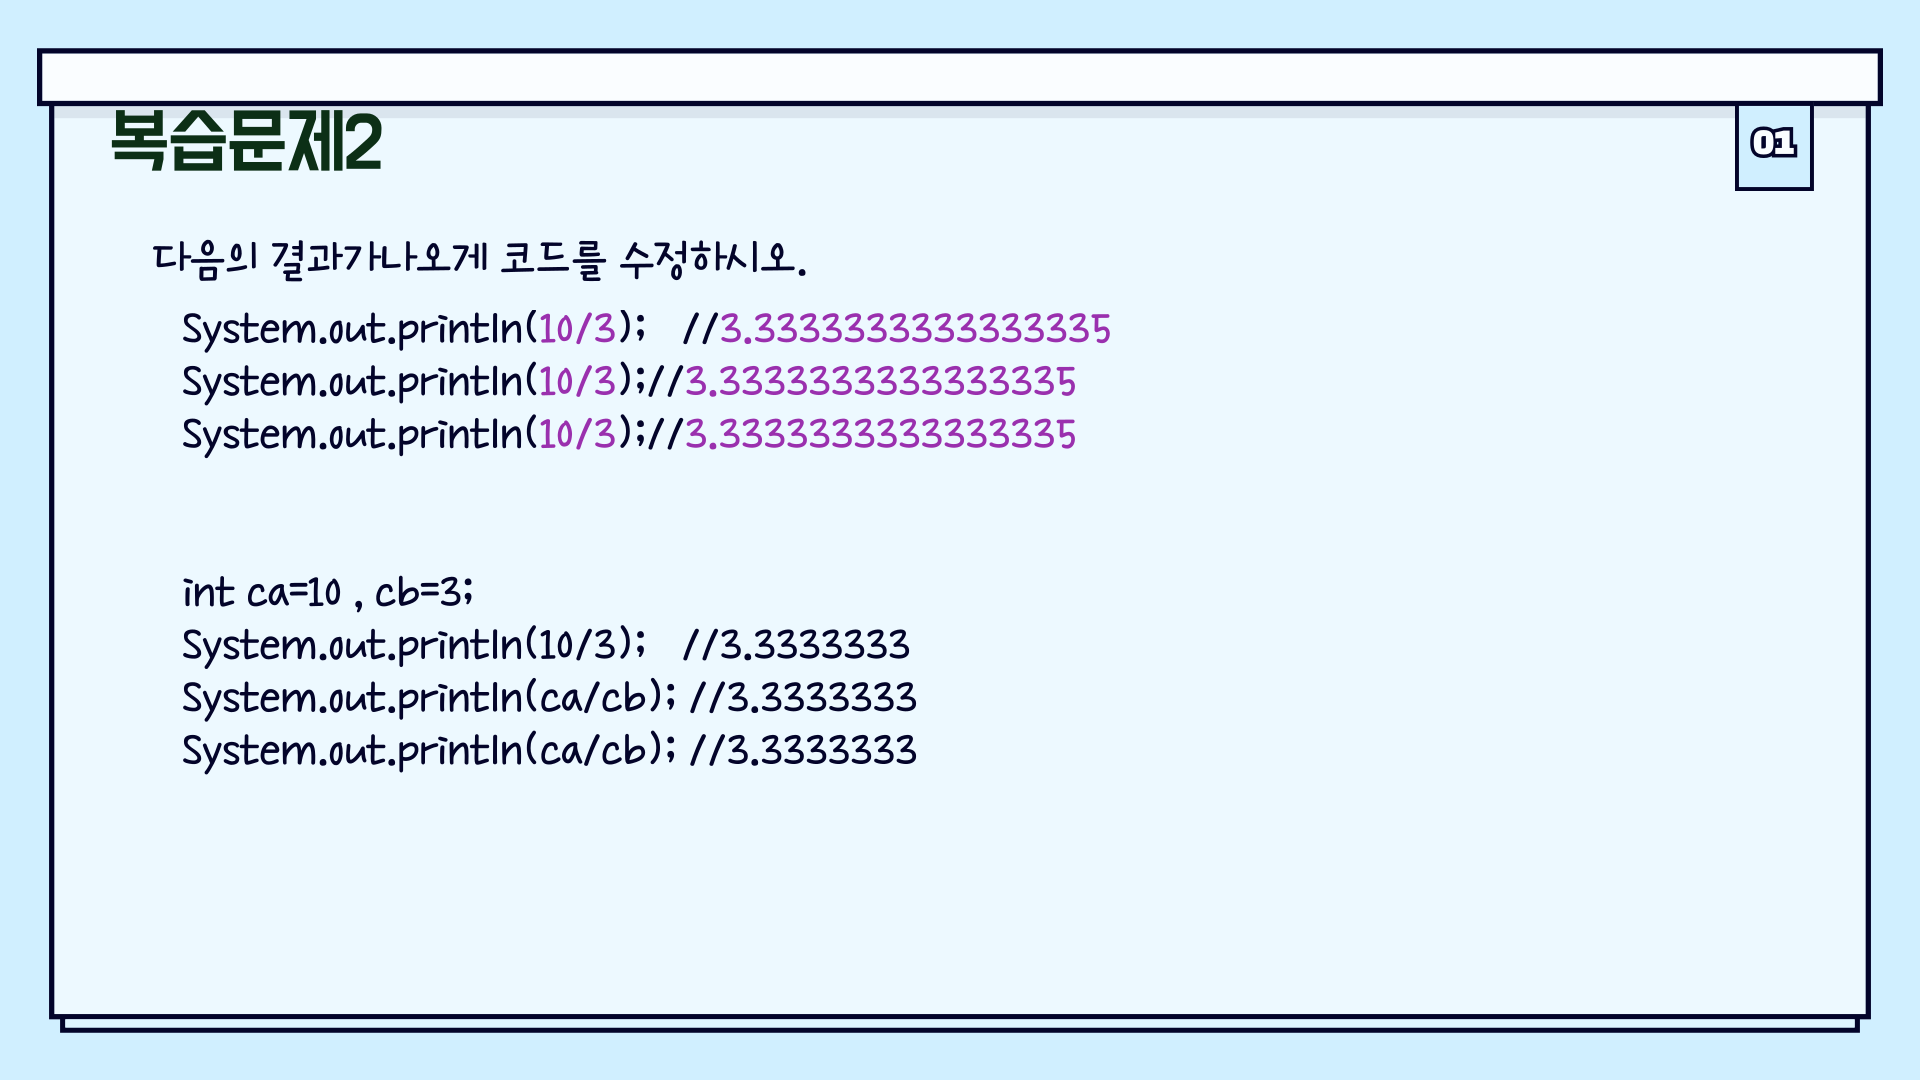 복습문제2
01
다음의 결과가나오게 코드를 수정하시오.
System.out.println(10/3);   //3.3333333333333335
System.out.println(10/3);//3.3333333333333335
System.out.println(10/3);//3.3333333333333335
int ca=10 , cb=3;
System.out.println(10/3);   //3.3333333
System.out.println(ca/cb); //3.3333333
System.out.println(ca/cb); //3.3333333